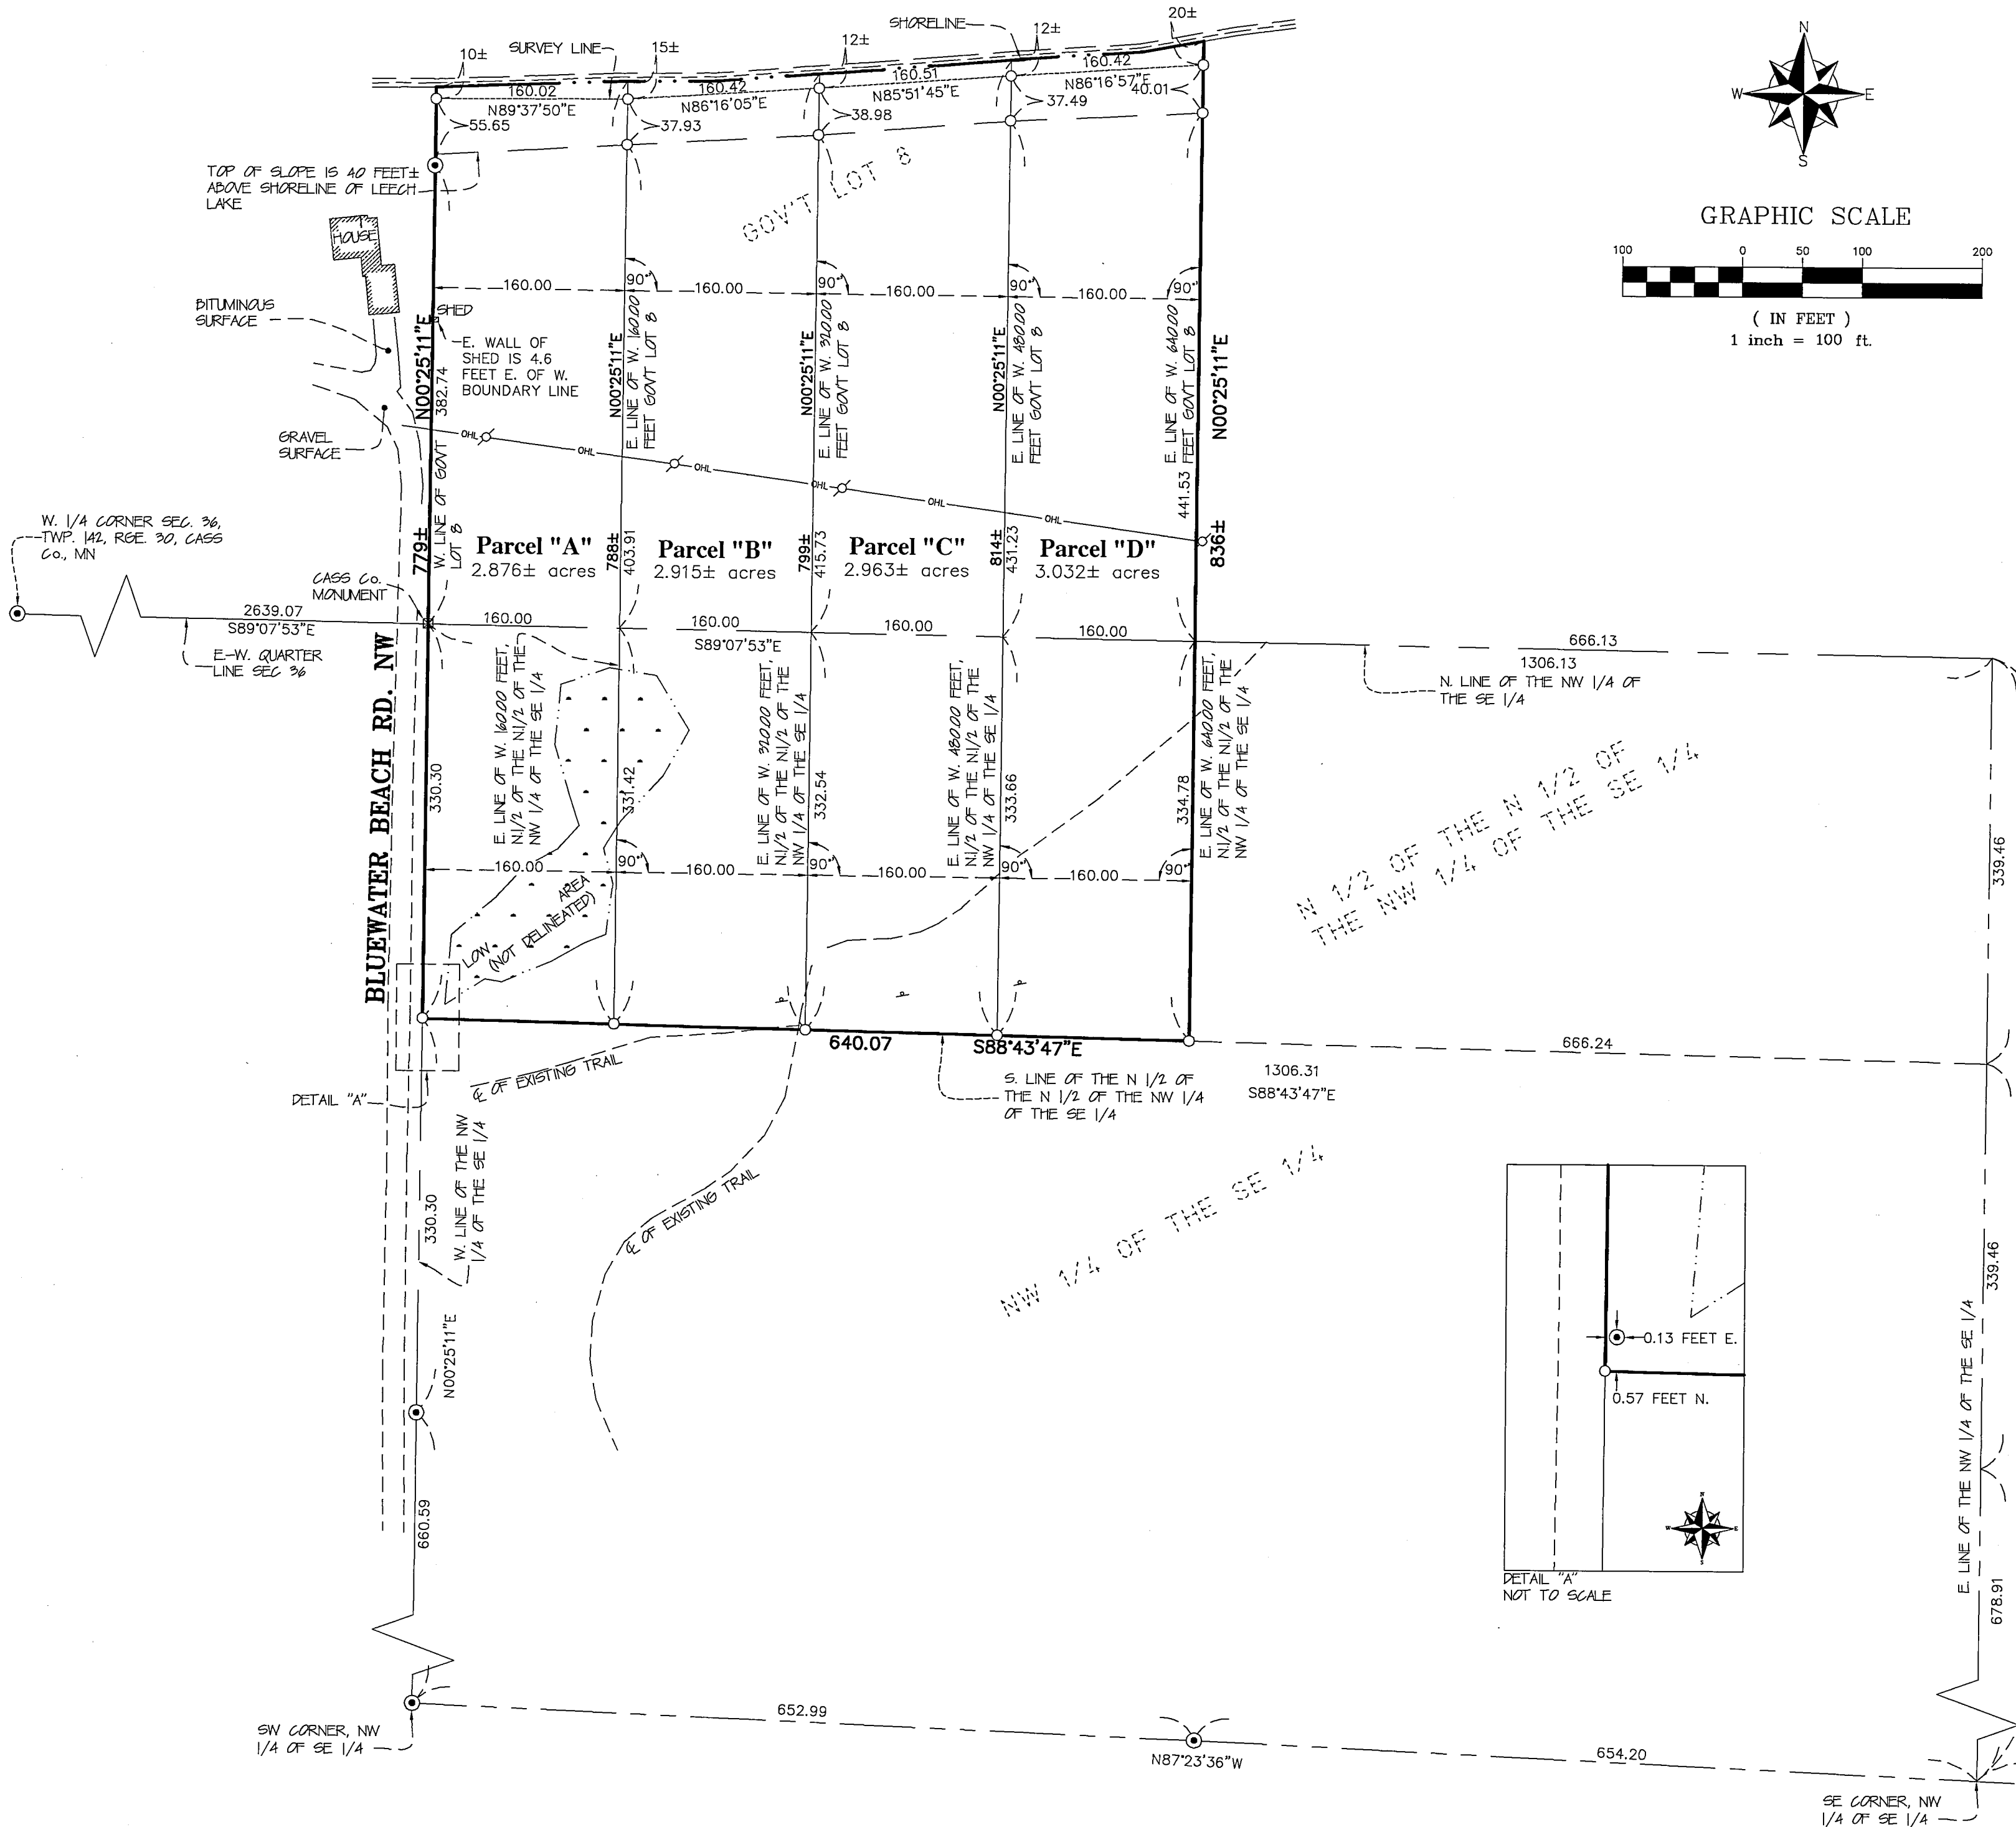 SHORELINE
20±
12±
12±
15±
10±
SURVEY LINE
160.02
N89°37'50"E
160.42
N86°16'05"E
160.51
N85°51'45"E
160.42
N86°16'57"E
55.65
37.93
38.98
37.49
40.01
TOP OF SLOPE IS 40 FEET±
ABOVE SHORELINE OF LEECH
LAKE
GOV'T LOT 8
N
W
E
S
GRAPHIC SCALE
100
0
50
100
200
( IN FEET )
1 inch = 100 ft.
HOUSE
BITUMINOUS
SURFACE
GRAVEL
SURFACE
SHED
E. WALL OF
SHED IS 4.6
FEET E. OF W.
BOUNDARY LINE
160.00
90°
160.00
90°
160.00
90°
160.00
90°
N00°25'11"E
382.74
W. LINE OF GOVT
LOT 8
779±
N00°25'11"E
E. LINE OF W. 160.00
FEET GOVT LOT 8
788±
403.91
N00°25'11"E
E. LINE OF W. 320.00
FEET GOVT LOT 8
799±
415.73
N00°25'11"E
E. LINE OF W. 480.00
FEET GOVT LOT 8
814±
431.23
E. LINE OF W. 640.00
FEET GOVT LOT 8
N00°25'11"E
441.53
836±
OHL
OHL
OHL
OHL
OHL
OHL
Parcel "A"
2.876± acres
Parcel "B"
2.915± acres
Parcel "C"
2.963± acres
Parcel "D"
3.032± acres
W. 1/4 CORNER SEC. 36,
TWP. 142, RGE. 30, CASS
Co., MN
CASS Co.
MONUMENT
2639.07
S89°07'53"E
E-W. QUARTER
LINE SEC 36
160.00
160.00
S89°07'53"E
160.00
160.00
666.13
1306.13
N. LINE OF THE NW 1/4 OF
THE SE 1/4
BLUEWATER BEACH RD. NW
330.30
E. LINE OF W. 160.00 FEET,
N.1/2 OF THE N.1/2 OF THE
NW 1/4 OF THE SE 1/4
331.42
E. LINE OF W. 320.00 FEET,
N.1/2 OF THE N.1/2 OF THE
NW 1/4 OF THE SE 1/4
332.54
E. LINE OF W. 480.00 FEET,
N.1/2 OF THE N.1/2 OF THE
NW 1/4 OF THE SE 1/4
333.66
334.78
E. LINE OF W. 640.00 FEET,
N.1/2 OF THE N.1/2 OF THE
NW 1/4 OF THE SE 1/4
N 1/2 OF THE N 1/2 OF
THE NW 1/4 OF THE SE 1/4
339.46
160.00
90°
160.00
90°
160.00
90°
160.00
90°
LOW AREA
(NOT DELINEATED)
P
P
P
640.07
S88°43'47"E
666.24
1306.31
S88°43'47"E
S. LINE OF THE N 1/2 OF
THE N 1/2 OF THE NW 1/4
OF THE SE 1/4
DETAIL "A"
℄ OF EXISTING TRAIL
℄ OF EXISTING TRAIL
W. LINE OF THE NW
1/4 OF THE SE 1/4
330.30
N00°25'11"E
660.59
NW 1/4 OF THE SE 1/4
339.46
E. LINE OF THE NW 1/4 OF THE SE 1/4
678.91
0.13 FEET E.
0.57 FEET N.
N
W
E
S
DETAIL "A"
NOT TO SCALE
SW CORNER, NW
1/4 OF SE 1/4
652.99
N87°23'36"W
654.20
SE CORNER, NW
1/4 OF SE 1/4